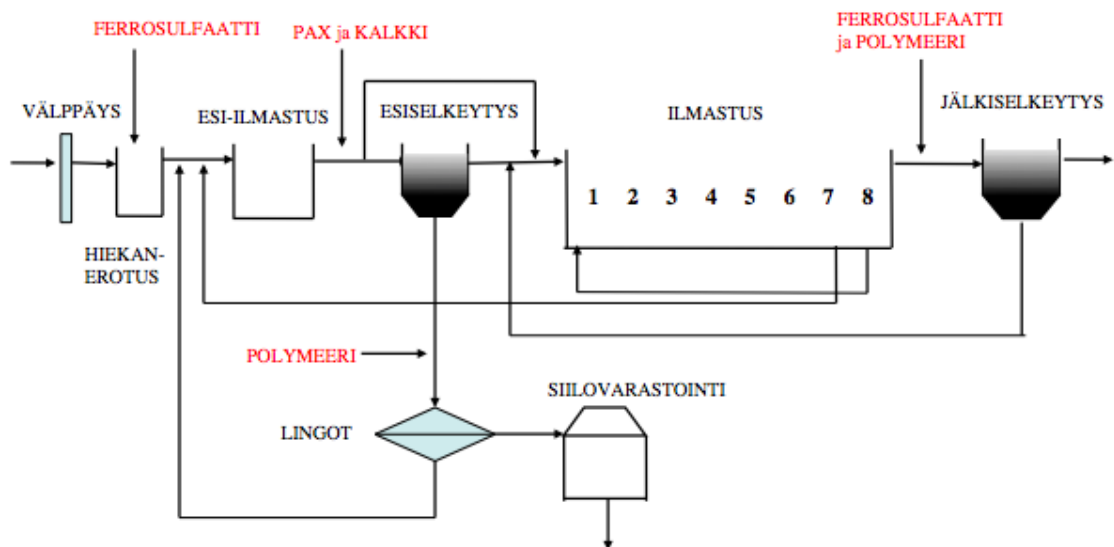 FERROSULFAATTI
PAX ja KALKKI
FERROSULFAATTI
ja POLYMEERI
VÄLPPÄYS
ESI-ILMASTUS
ESISELKEYTYS
ILMASTUS
JÄLKISELKEYTYS
1 2 3 4 5 6 7 8
HIEKAN-
EROTUS
POLYMEERI
SIILOVARASTOINTI
LINGOT